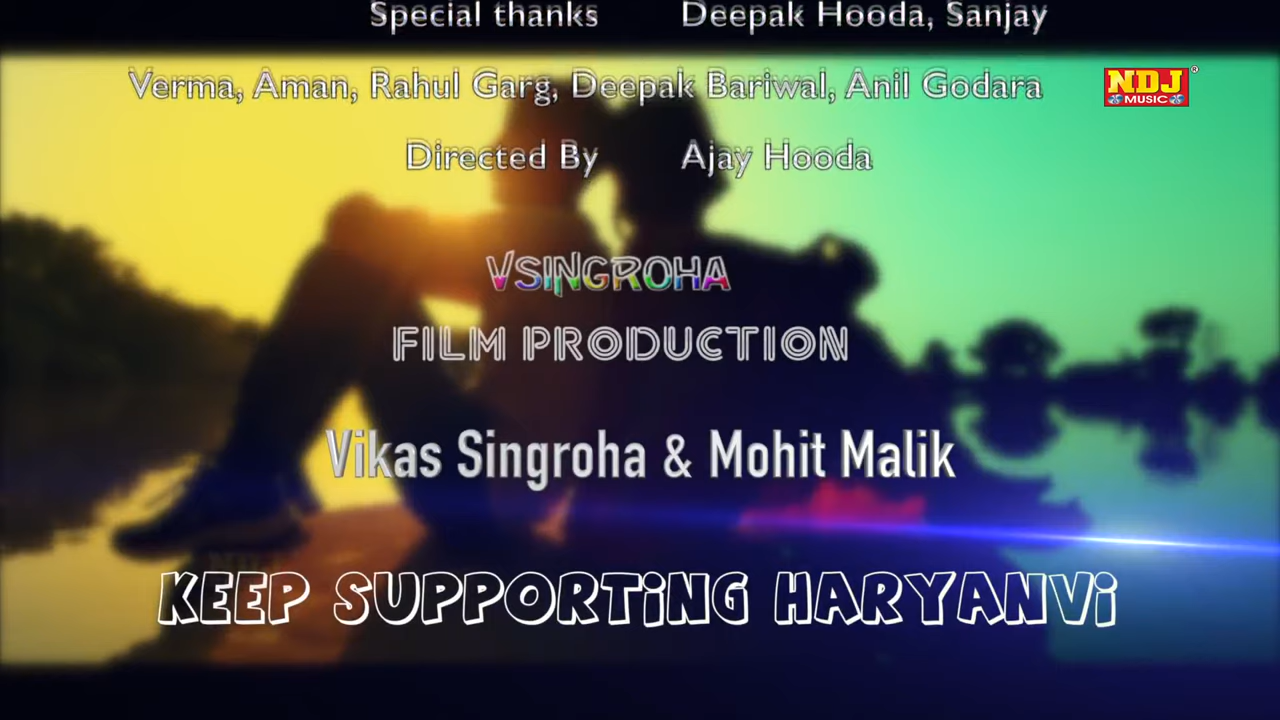 Special thanks Deepak Hooda, Sanjay
Verma, Aman, Rahul Garg, Deepak Bariwal, Anil Godara
NDJ
MUSIC
Directed By Ajay Hooda
VSINGROHA
FILM PRODUCTION
Vikas Singroha & Mohit Malik
KEEP SUPPORTiNG HARYANVi